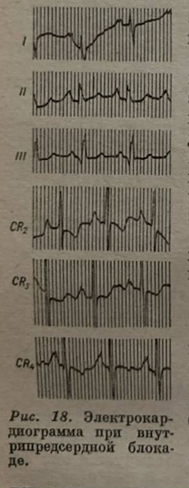 I
II
III
CR₂
CR₃
CR₄
Рис. 18. Электрокар-
диограмма при внут-
рипредсердной блока-
де.